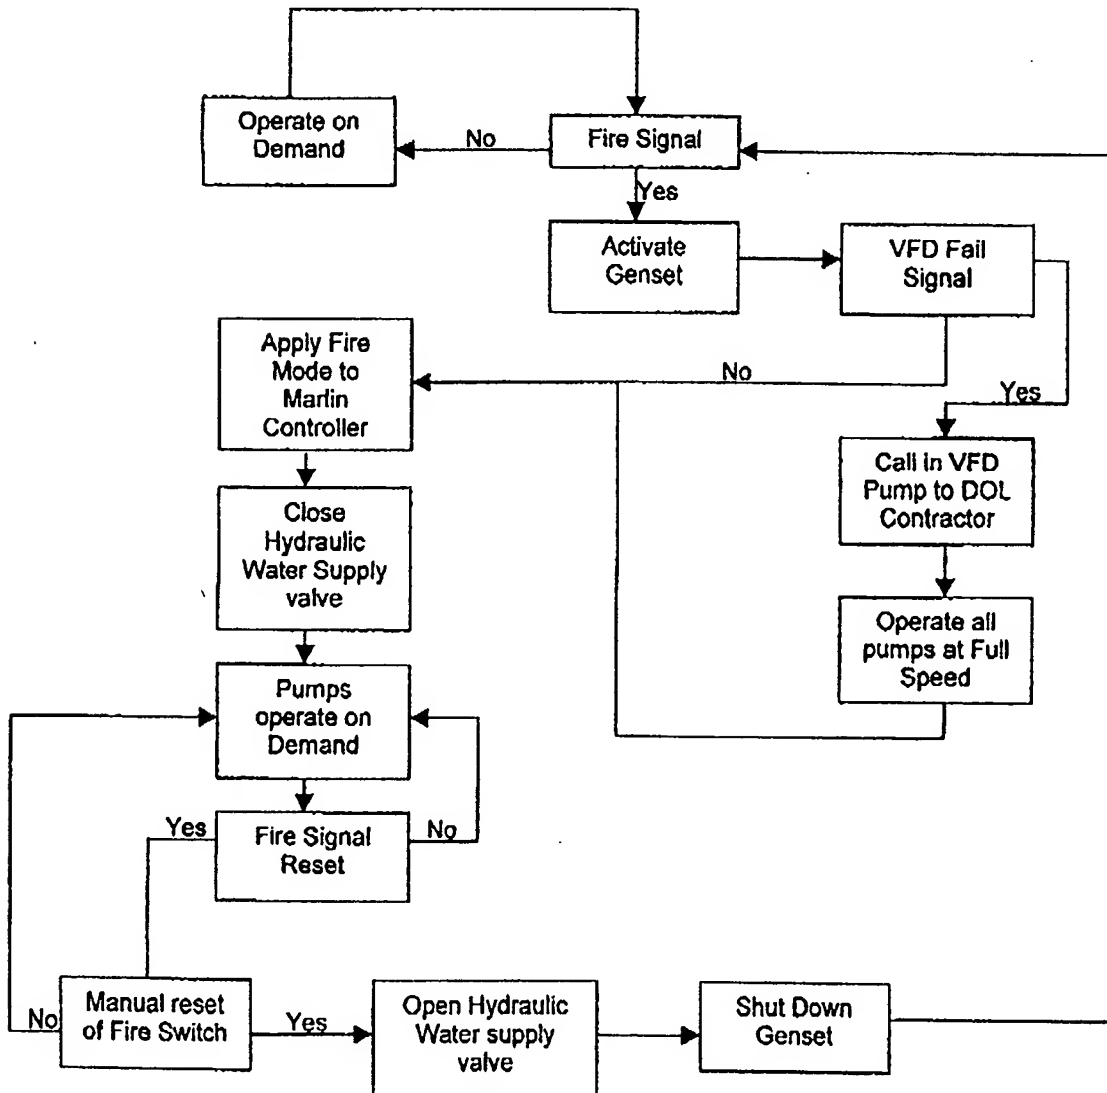 Operate on
Demand
No
Fire Signal
Yes
Activate
Genset
VFD Fail
Signal
Apply Fire
Mode to
Marlin
Controller
No
Yes
Call in VFD
Pump to DOL
Contractor
Close
Hydraulic
Water Supply
valve
Operate all
pumps at Full
Speed
Pumps
operate on
Demand
Yes
Fire Signal
Reset
No
No
Manual reset
of Fire Switch
Yes
Open Hydraulic
Water supply
valve
Shut Down
Genset